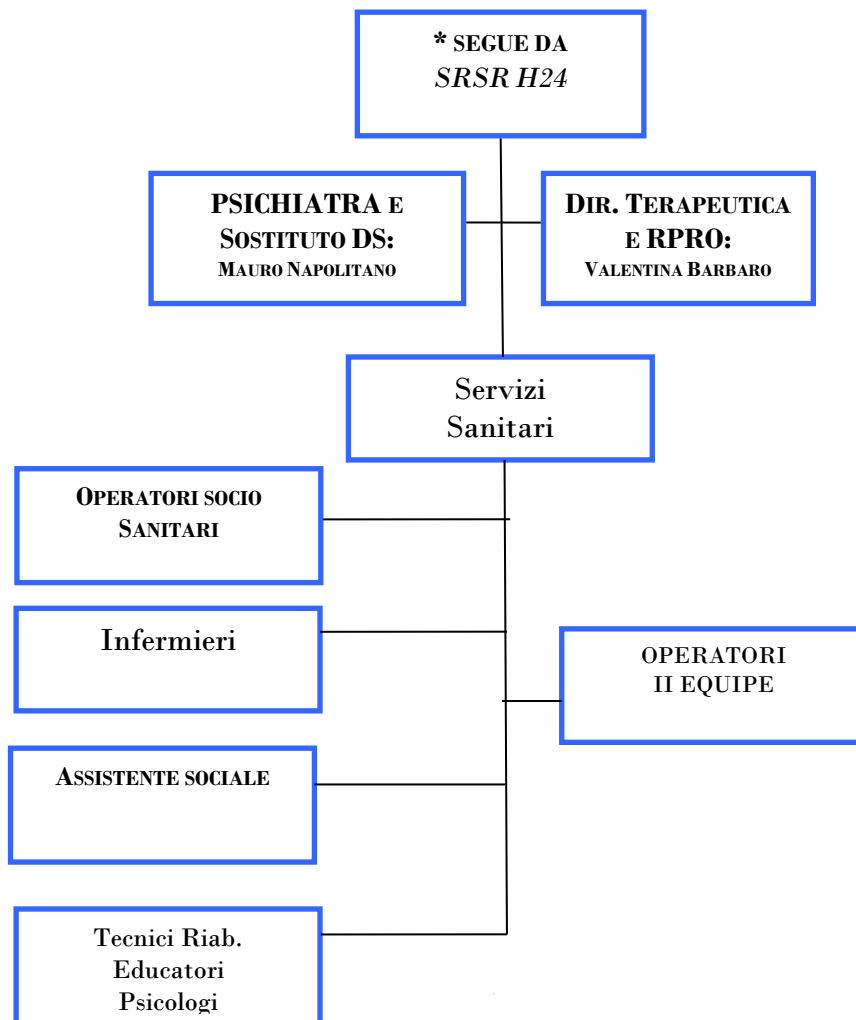 * SEGUE DA
SRSR H24
PSICHIATRA E
SOSTITUTO DS:
MAURO NAPOLITANO
DIR. TERAPEUTICA
E RPRO:
VALENTINA BARBARO
Servizi
Sanitari
OPERATORI SOCIO
SANITARI
Infermieri
OPERATORI
II EQUIPE
ASSISTENTE SOCIALE
Tecnici Riab.
Educatori
Psicologi